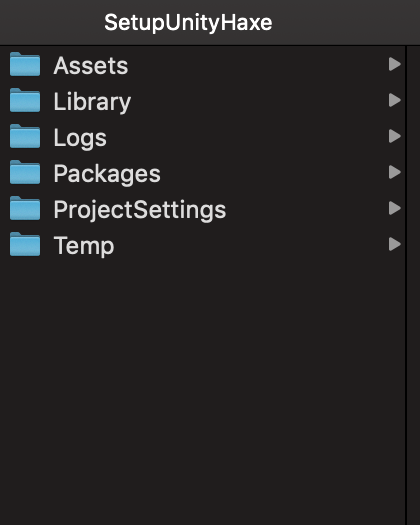 SetupUnityHaxe
Assets
Library
Logs
Packages
ProjectSettings
Temp